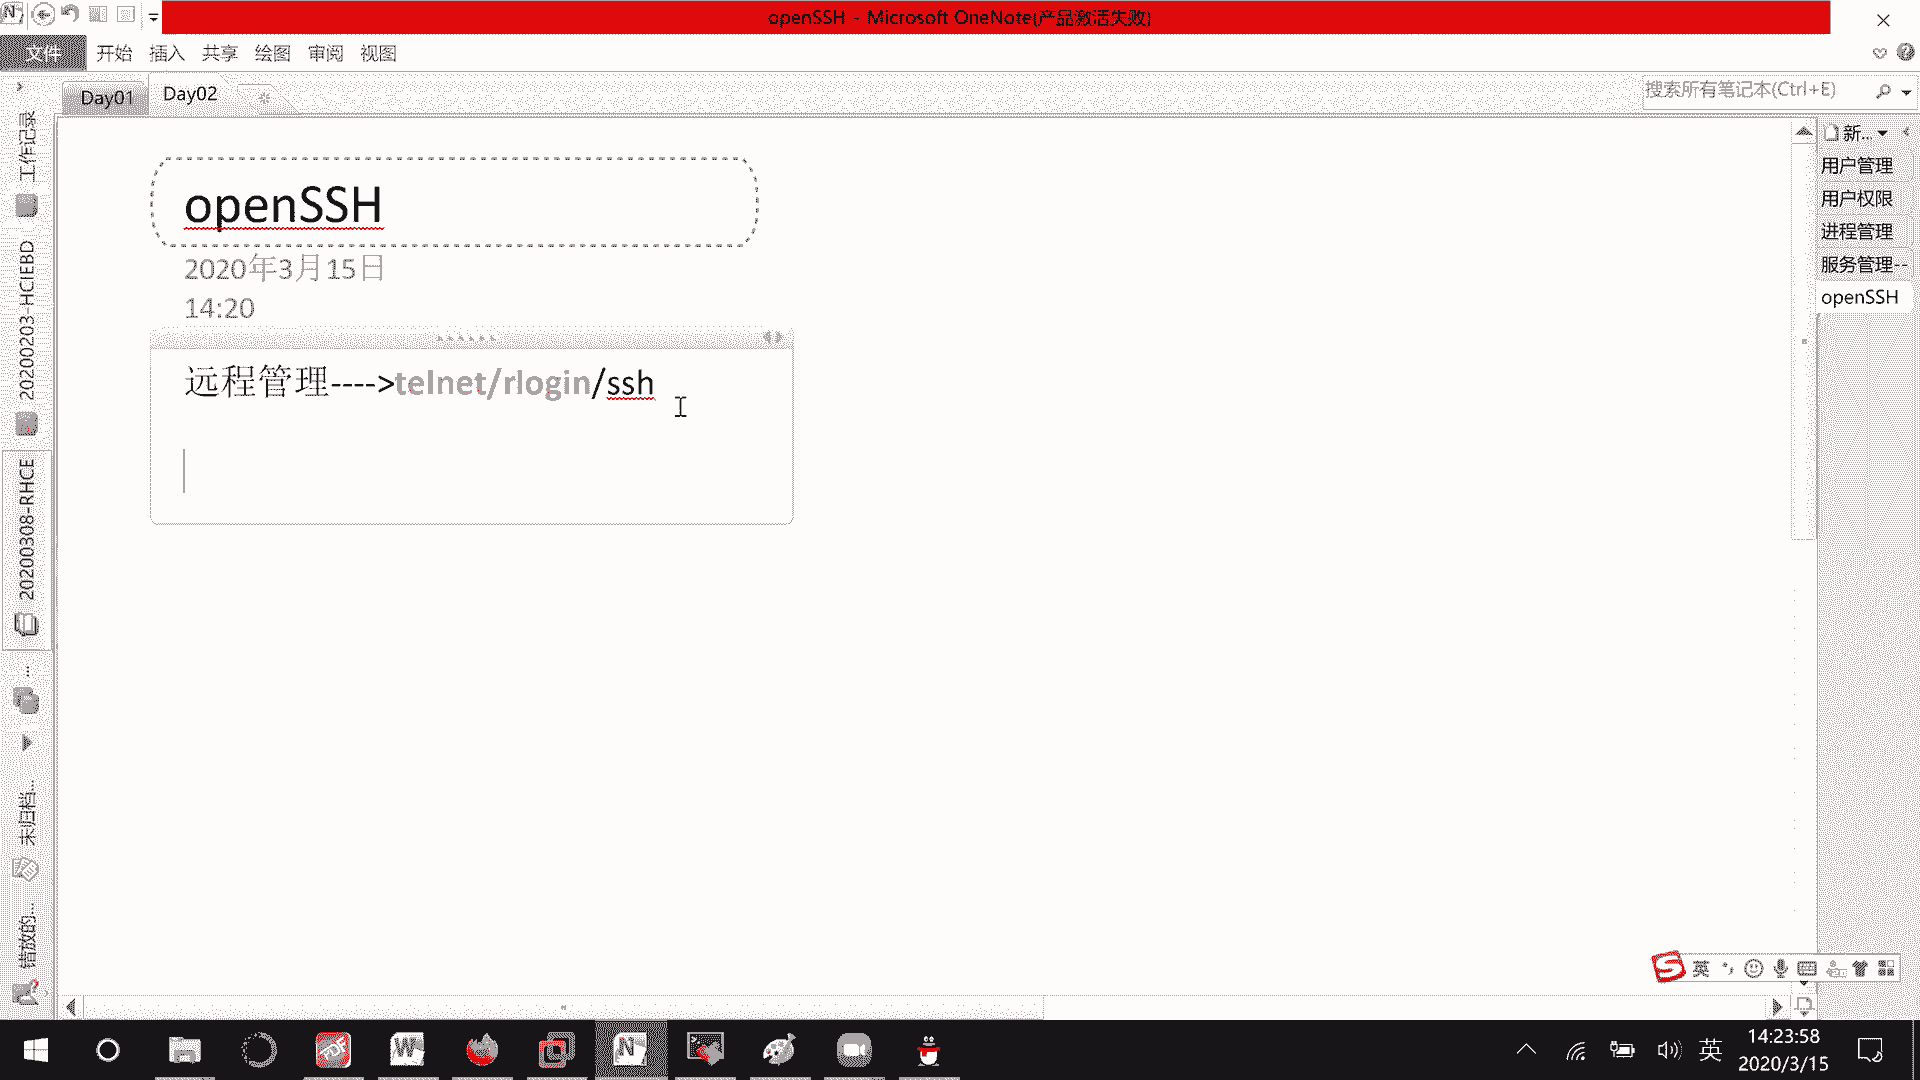 openSSH - Microsoft OneNote(产品激活失败)
文件 开始 插入 共享 绘图 审阅 视图
Day01 Day02
搜索所有笔记本(Ctrl+E)
工作记录
20200203-HCIEBD
20200308-RHCE
...
未归档...
错放的...
openSSH
2020年3月15日
14:20
远程管理---->telnet/rlogin/ssh
新...
用户管理
用户权限
进程管理
服务管理--
openSSH
英
英
14:23:58
2020/3/15